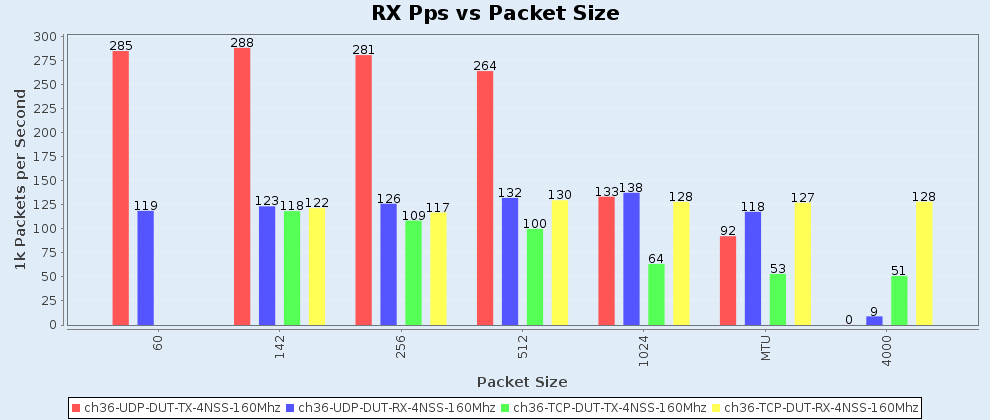 RX Pps vs Packet Size
1k Packets per Second
300
275
250
225
200
175
150
125
100
75
50
25
0
285 119
288 123 118 122
281 126 109 117
264 132 100 130
133 138 64 128
92 118 53 127
0 9 51 128
60 142 256 512 1024 MTU 4000
Packet Size
ch36-UDP-DUT-TX-4NSS-160Mhz ch36-UDP-DUT-RX-4NSS-160Mhz ch36-TCP-DUT-TX-4NSS-160Mhz ch36-TCP-DUT-RX-4NSS-160Mhz